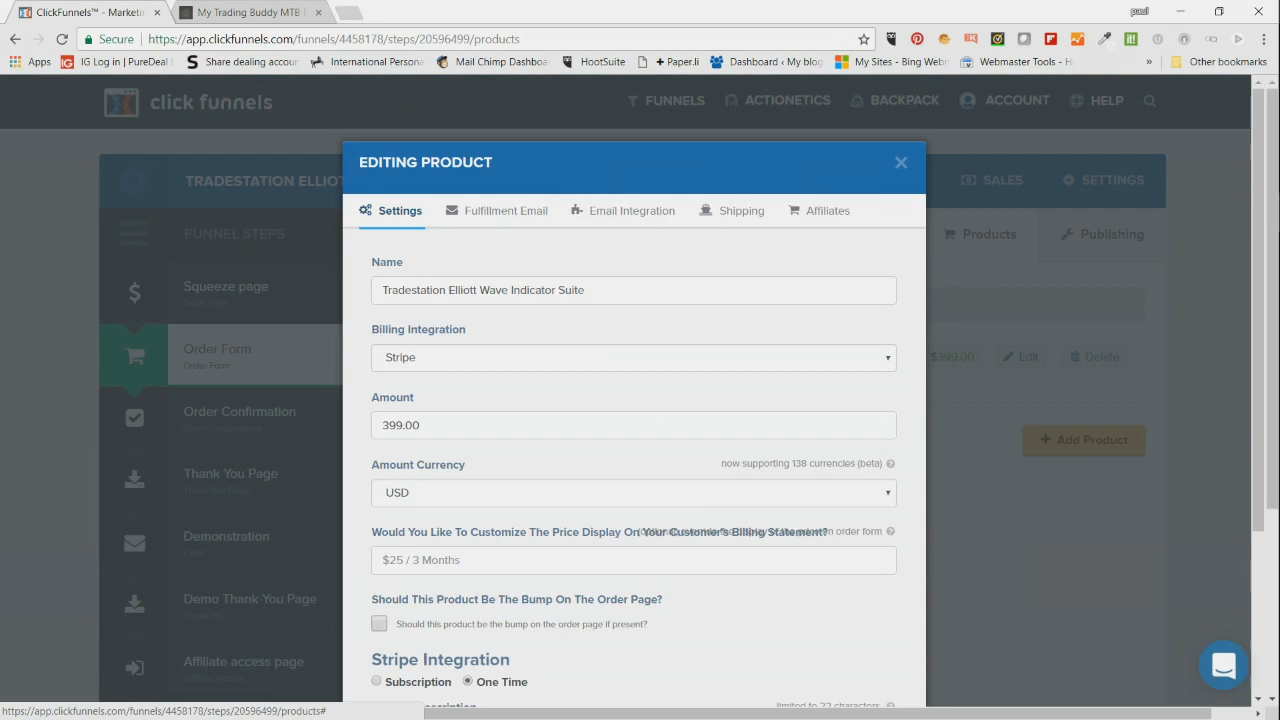 ClickFunnels™ - Marketi
My Trading Buddy MTB I
paul
Secure
https://app.clickfunnels.com/funnels/4458178/steps/20596499/products
Apps
IG Log In | PureDeal
Share dealing accou
International Persona
Mail Chimp Dashboa
HootSuite
+ Paper.li
Dashboard ‹ My blog
My Sites - Bing Web
Webmaster Tools - H
»
Other bookmarks
click funnels
FUNNELS
ACTIONETICS
BACKPACK
ACCOUNT
HELP
EDITING PRODUCT
TRADESTATION ELLIOT
SALES
SETTINGS
Settings
Fulfillment Email
Email Integration
Shipping
Affiliates
FUNNEL STEPS
Products
Publishing
Name
Tradestation Elliott Wave Indicator Suite
Squeeze page
Billing Integration
Stripe
Order Form
Order Form
$399.00
Edit
Delete
Amount
399.00
Order Confirmation
+ Add Product
Amount Currency
now supporting 138 currencies (beta)
USD
Thank You Page
Would You Like To Customize The Price Display On Your Customer's Billing Statement?
order form
$25 / 3 Months
Demonstration
Should This Product Be The Bump On The Order Page?
Should this product be the bump on the order page if present?
Demo Thank You Page
Stripe Integration
Subscription
One Time
Affiliate access page
limited to 22 characters
https://app.clickfunnels.com/funnels/4458178/steps/20596499/products#